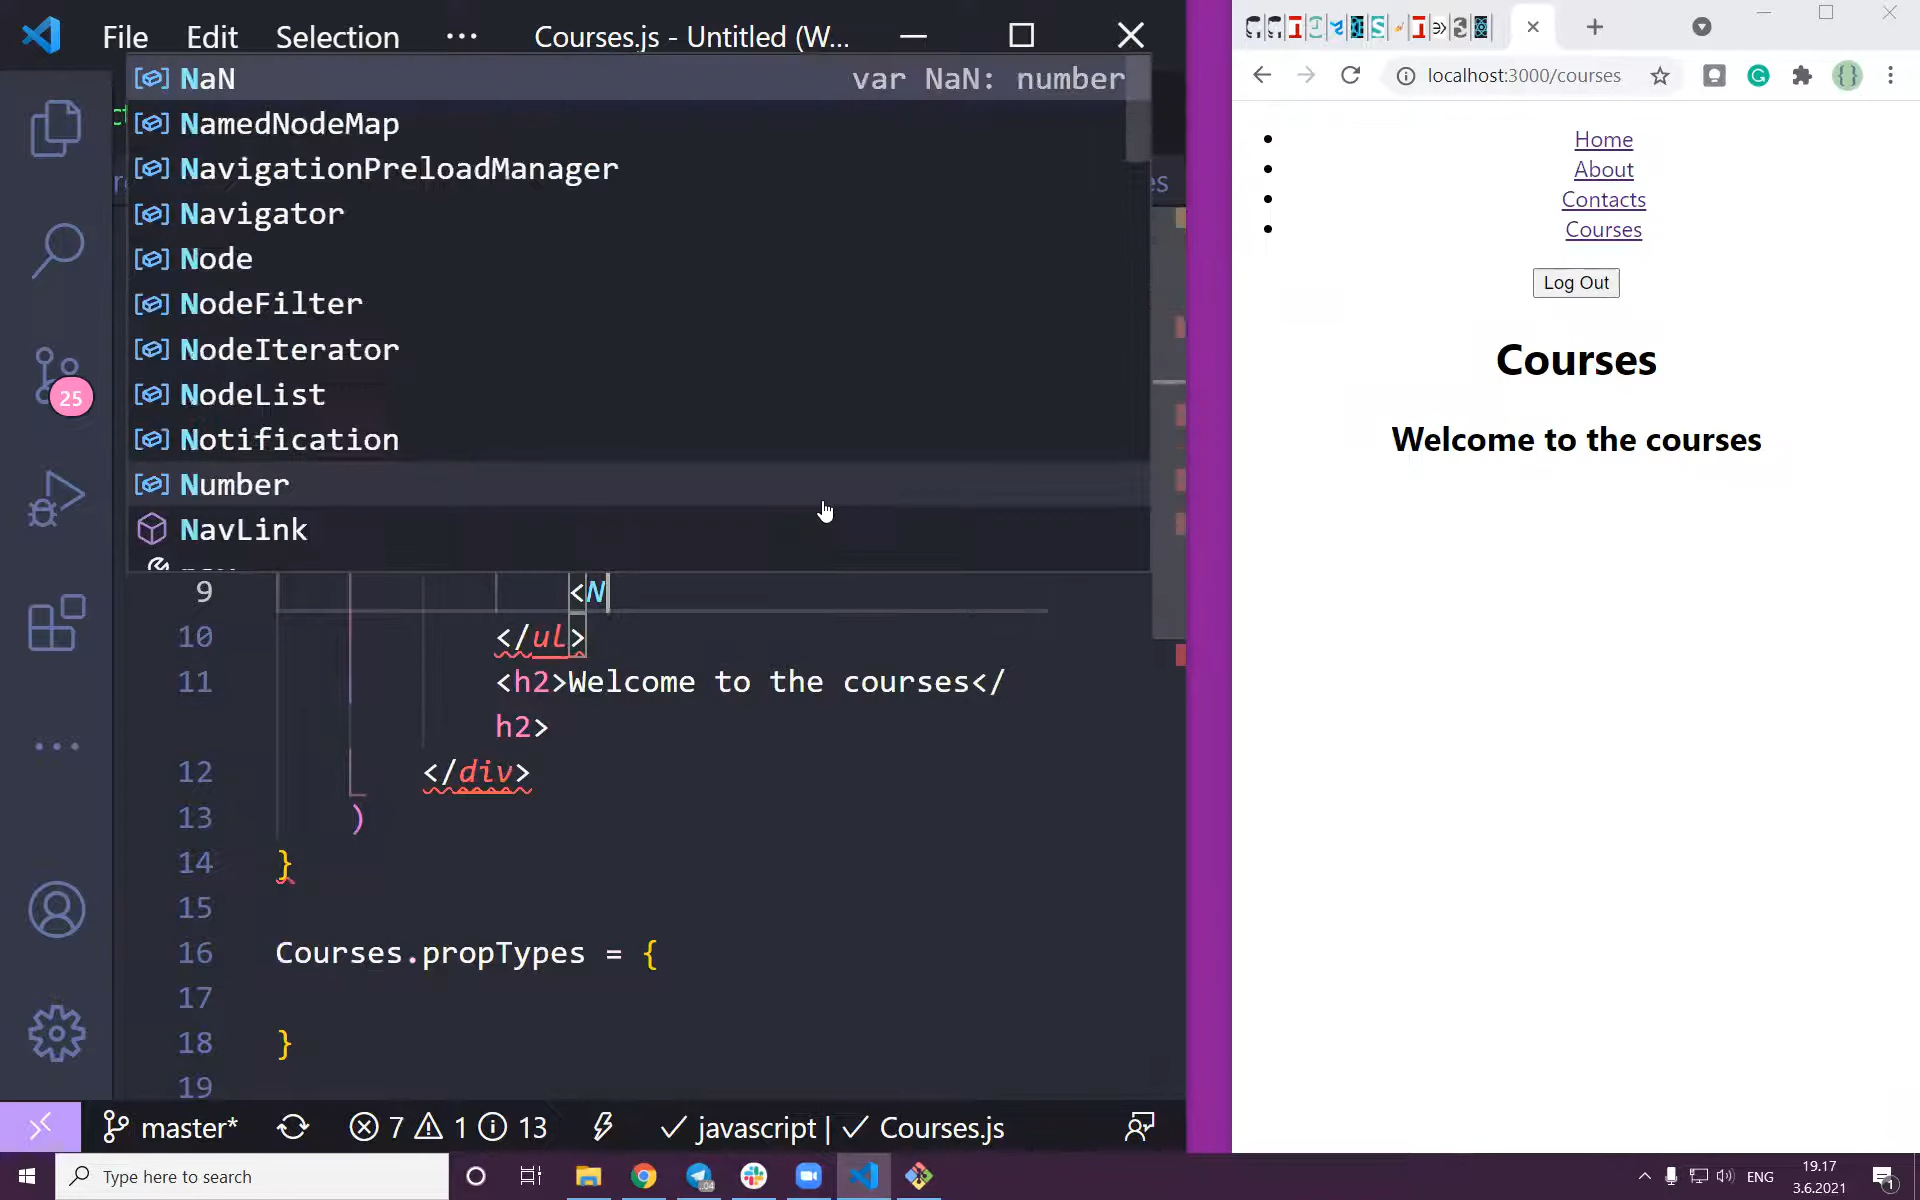 File Edit Selection ··· Courses.js - Untitled (W...
NaN var NaN: number
NamedNodeMap
NavigationPreloadManager
Navigator
Node
NodeFilter
NodeIterator
NodeList
Notification
Number
NavLink
9 <N
10 </ul>
11 <h2>Welcome to the courses</
h2>
12 </div>
13 )
14 }
15
16 Courses.propTypes = {
17
18 }
19
25
master* 7 1 13 javascript | Courses.js
localhost:3000/courses
Home
About
Contacts
Courses
Log Out
Courses
Welcome to the courses
Type here to search
ENG
19.17
3.6.2021
1